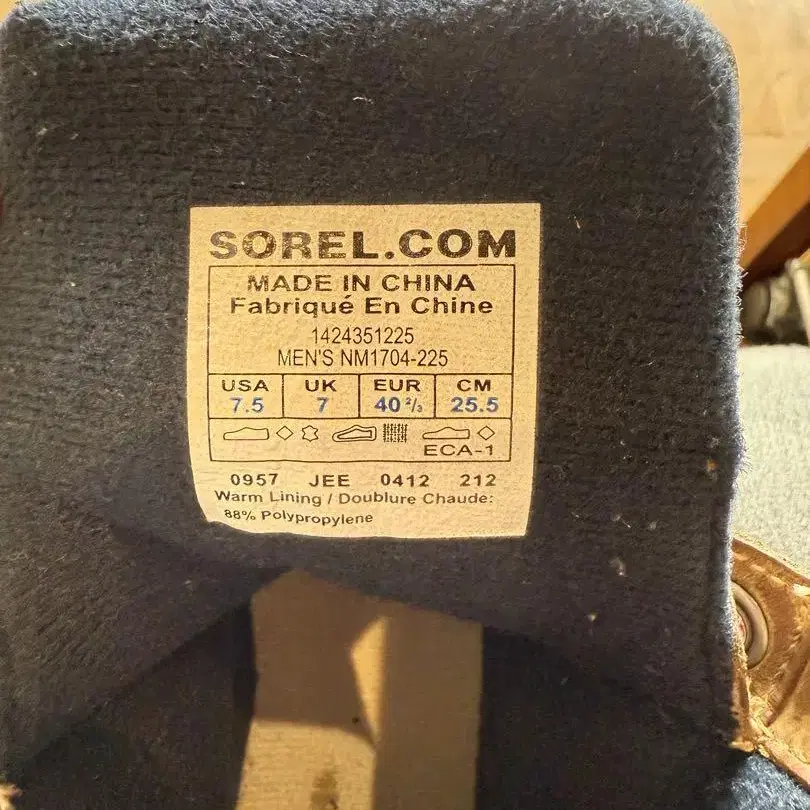 SOREL.COM
MADE IN CHINA
Fabriqué En Chine
1424351225
MEN'S NM1704-225
USA UK EUR CM
7.5 7 40 2/3 25.5
ECA-1
0957 JEE 0412 212
Warm Lining / Doublure Chaude:
88% Polypropylene